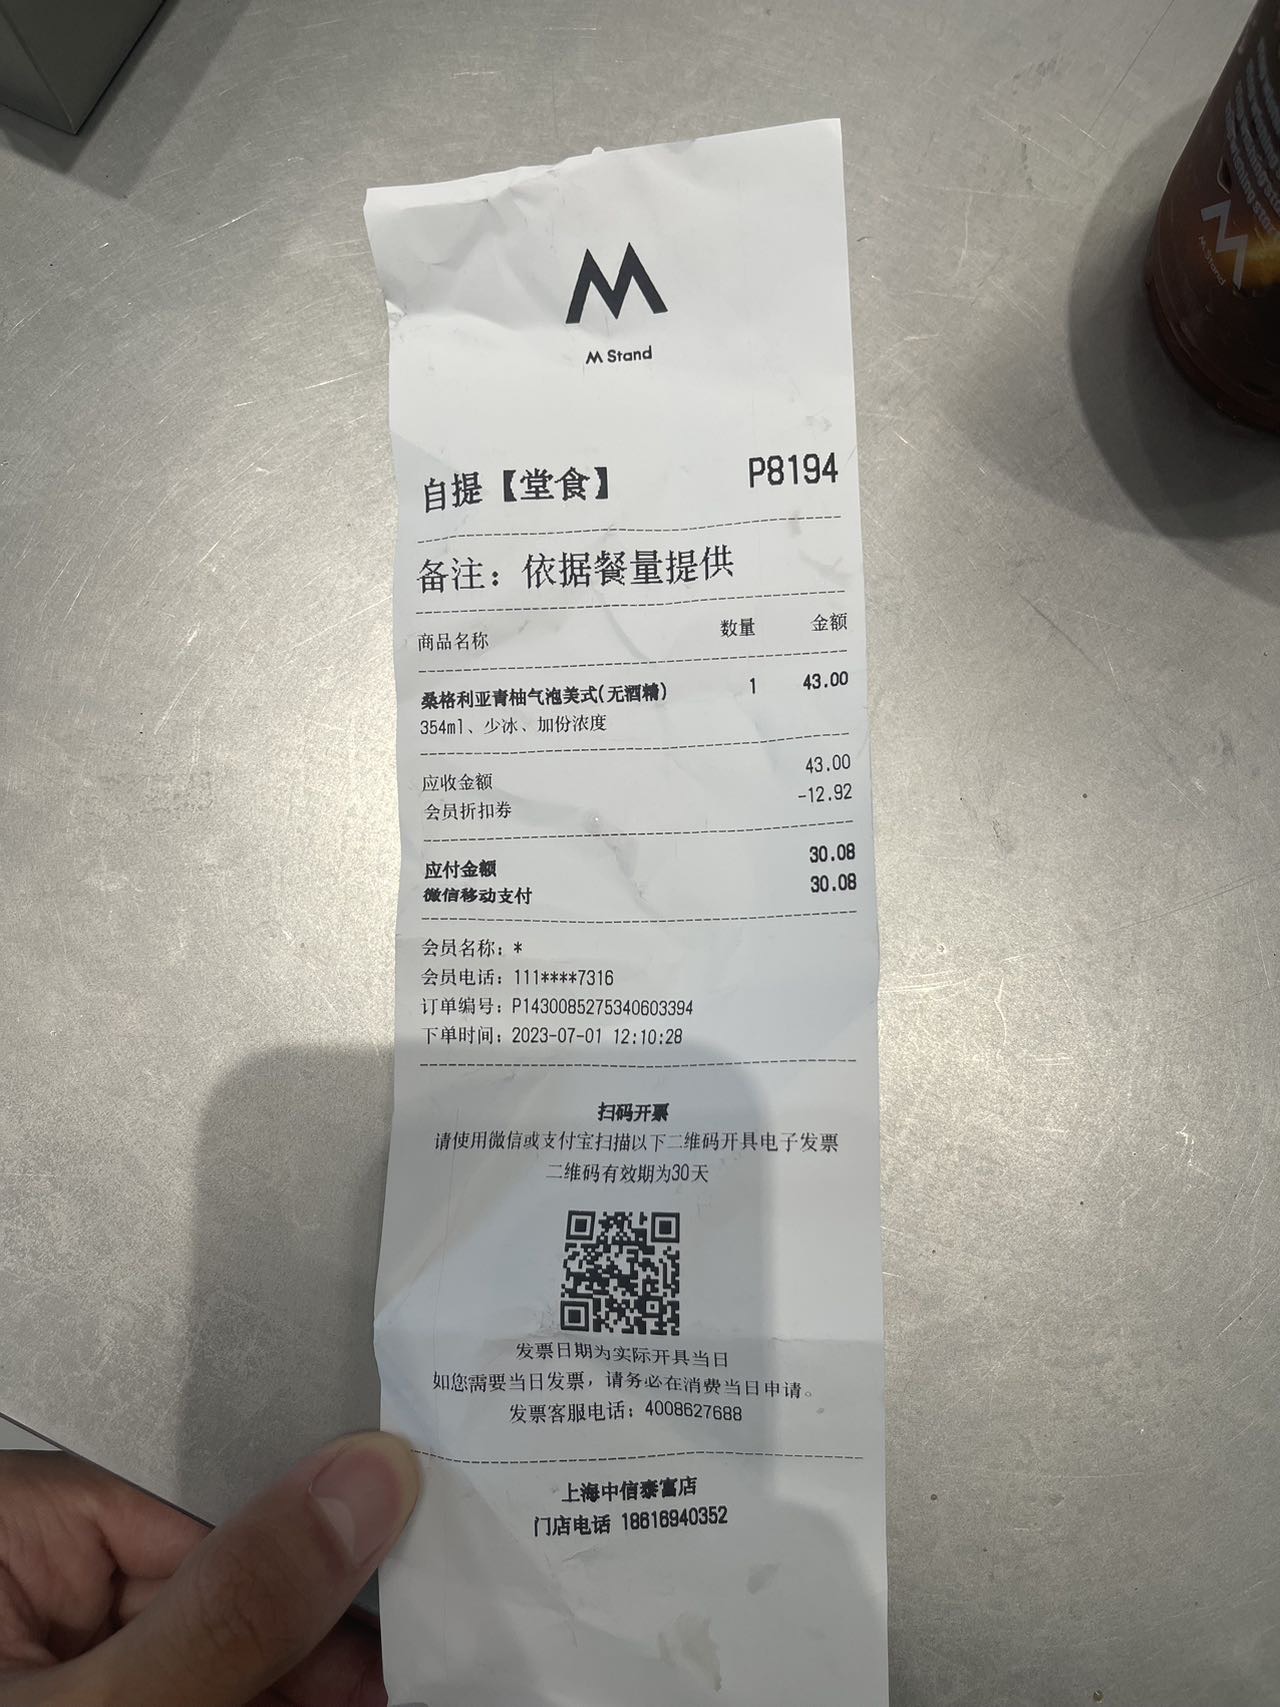 M Stand
自提【堂食】 P8194
备注：依据餐量提供
商品名称 数量 金额
桑格利亚青柚气泡美式(无酒精) 1 43.00
354ml、少冰、加份浓度
应收金额 43.00
会员折扣券 -12.92
应付金额 30.08
微信移动支付 30.08
会员名称：*
会员电话：111****7316
订单编号：P1430085275340603394
下单时间：2023-07-01 12:10:28
扫码开票
请使用微信或支付宝扫描以下二维码开具电子发票
二维码有效期为30天
发票日期为实际开具当日
如您需要当日发票，请务必在消费当日申请。
发票客服电话：4008627688
上海中信泰富店
门店电话 18616940352
M Stand